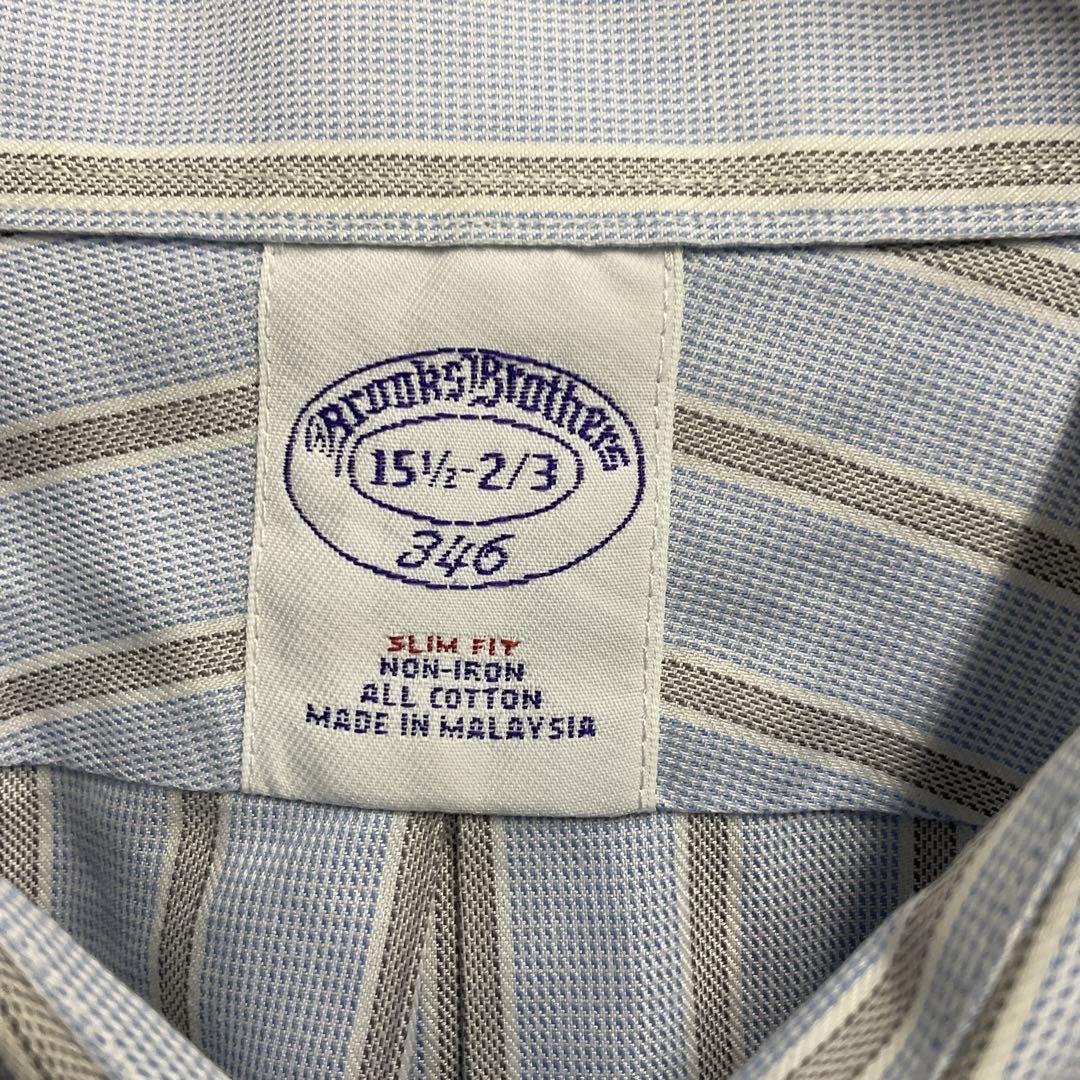 Brooks Brothers
15½-2/3
346
SLIM FIT
NON-IRON
ALL COTTON
MADE IN MALAYSIA